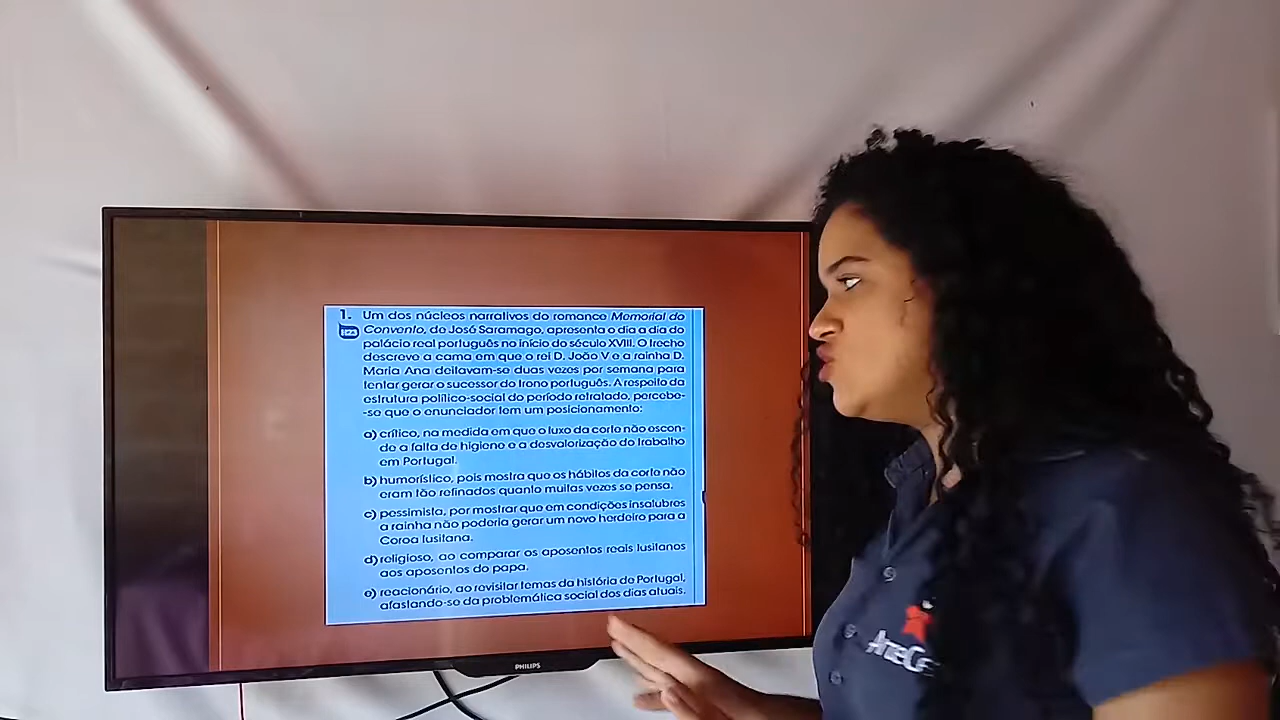 1. Um dos núcleos narrativos do romance Memorial do
H23 Convento, de José Saramago, apresenta o dia a dia do
palácio real português no início do século XVIII. O trecho
descreve a cama em que o rei D. João V e a rainha D.
Maria Ana deitavam-se duas vezes por semana para
tentar gerar o sucessor do trono português. A respeito da
estrutura político-social do período retratado, percebe-
-se que o enunciador tem um posicionamento:
a) crítico, na medida em que o luxo da corte não escon-
de a falta de higiene e a desvalorização do trabalho
em Portugal.
b) humorístico, pois mostra que os hábitos da corte não
eram tão refinados quanto muitas vezes se pensa.
c) pessimista, por mostrar que em condições insalubres
a rainha não poderia gerar um novo herdeiro para a
Coroa lusitana.
d) religioso, ao comparar os aposentos reais lusitanos
aos aposentos do papa.
e) reacionário, ao revisitar temas da história de Portugal,
afastando-se da problemática social dos dias atuais.
PHILIPS